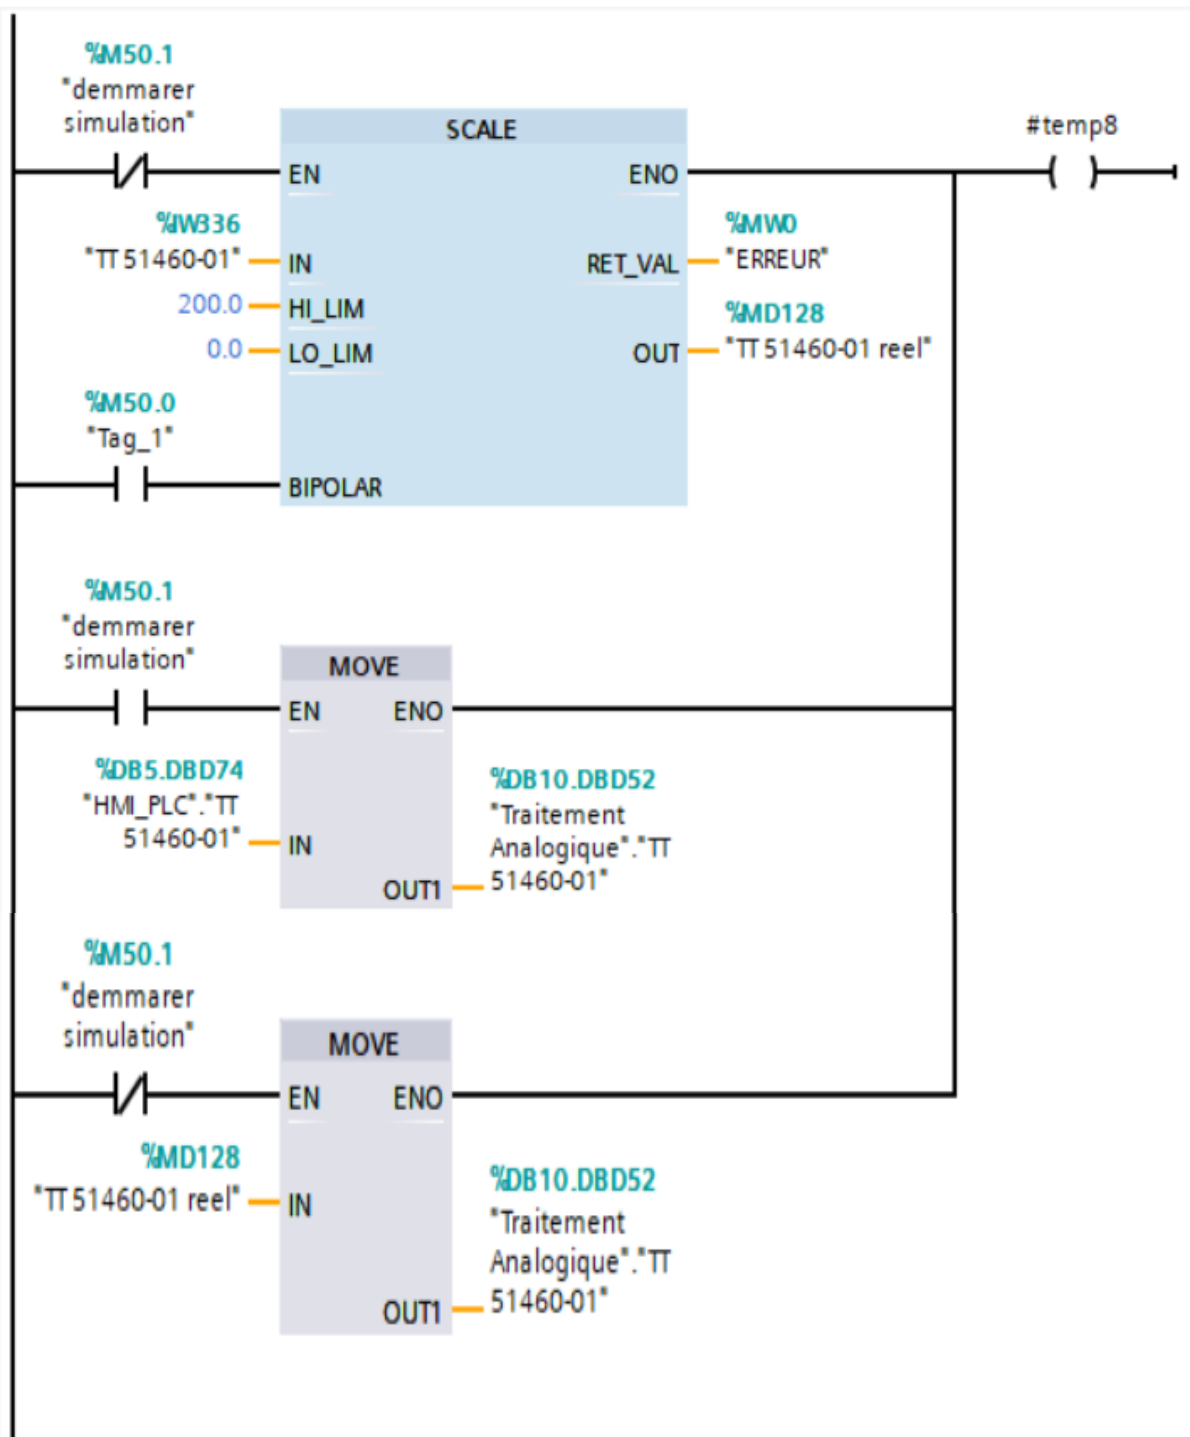 %M50.1
"demmarer
simulation"
SCALE
#temp8
EN
ENO
%IW336
"TT 51460-01"
IN
%MW0
RET_VAL
"ERREUR"
200.0
HI_LIM
%MD128
0.0
LO_LIM
OUT
"TT 51460-01 reel"
%M50.0
"Tag_1"
BIPOLAR
%M50.1
"demmarer
simulation"
MOVE
EN
ENO
%DB5.DBD74
"HMI_PLC"."TT
51460-01"
IN
%DB10.DBD52
"Traitement
Analogique"."TT
51460-01"
OUT1
%M50.1
"demmarer
simulation"
MOVE
EN
ENO
%MD128
"TT 51460-01 reel"
IN
%DB10.DBD52
"Traitement
Analogique"."TT
51460-01"
OUT1